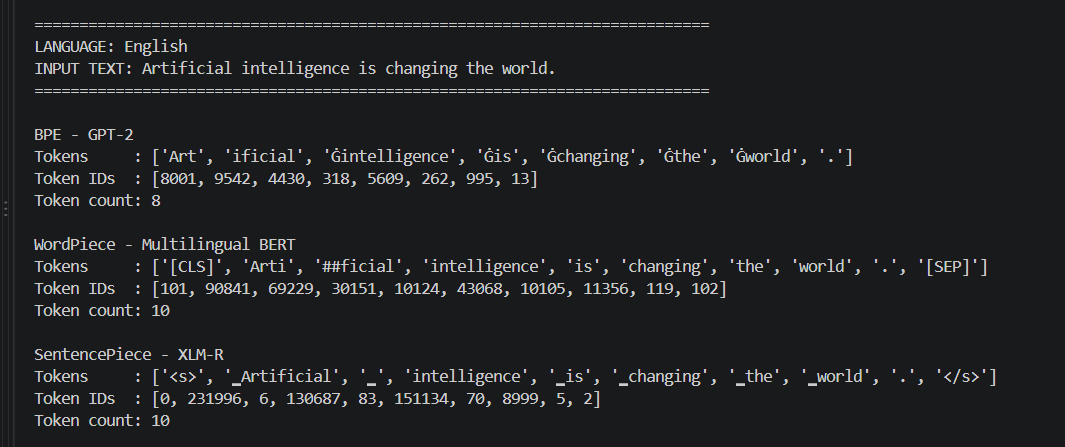 ===========================================================================
LANGUAGE: English
INPUT TEXT: Artificial intelligence is changing the world.
===========================================================================
BPE - GPT-2
Tokens     : ['Art', 'ificial', 'Ġintelligence', 'Ġis', 'Ġchanging', 'Ġthe', 'Ġworld', '.']
Token IDs  : [8001, 9542, 4430, 318, 5609, 262, 995, 13]
Token count: 8
WordPiece - Multilingual BERT
Tokens     : ['[CLS]', 'Arti', '##ficial', 'intelligence', 'is', 'changing', 'the', 'world', '.', '[SEP]']
Token IDs  : [101, 90841, 69229, 30151, 10124, 43068, 10105, 11356, 119, 102]
Token count: 10
SentencePiece - XLM-R
Tokens     : ['<s>', '▁Artificial', '▁', 'intelligence', '▁is', '▁changing', '▁the', '▁world', '.', '</s>']
Token IDs  : [0, 231996, 6, 130687, 83, 151134, 70, 8999, 5, 2]
Token count: 10